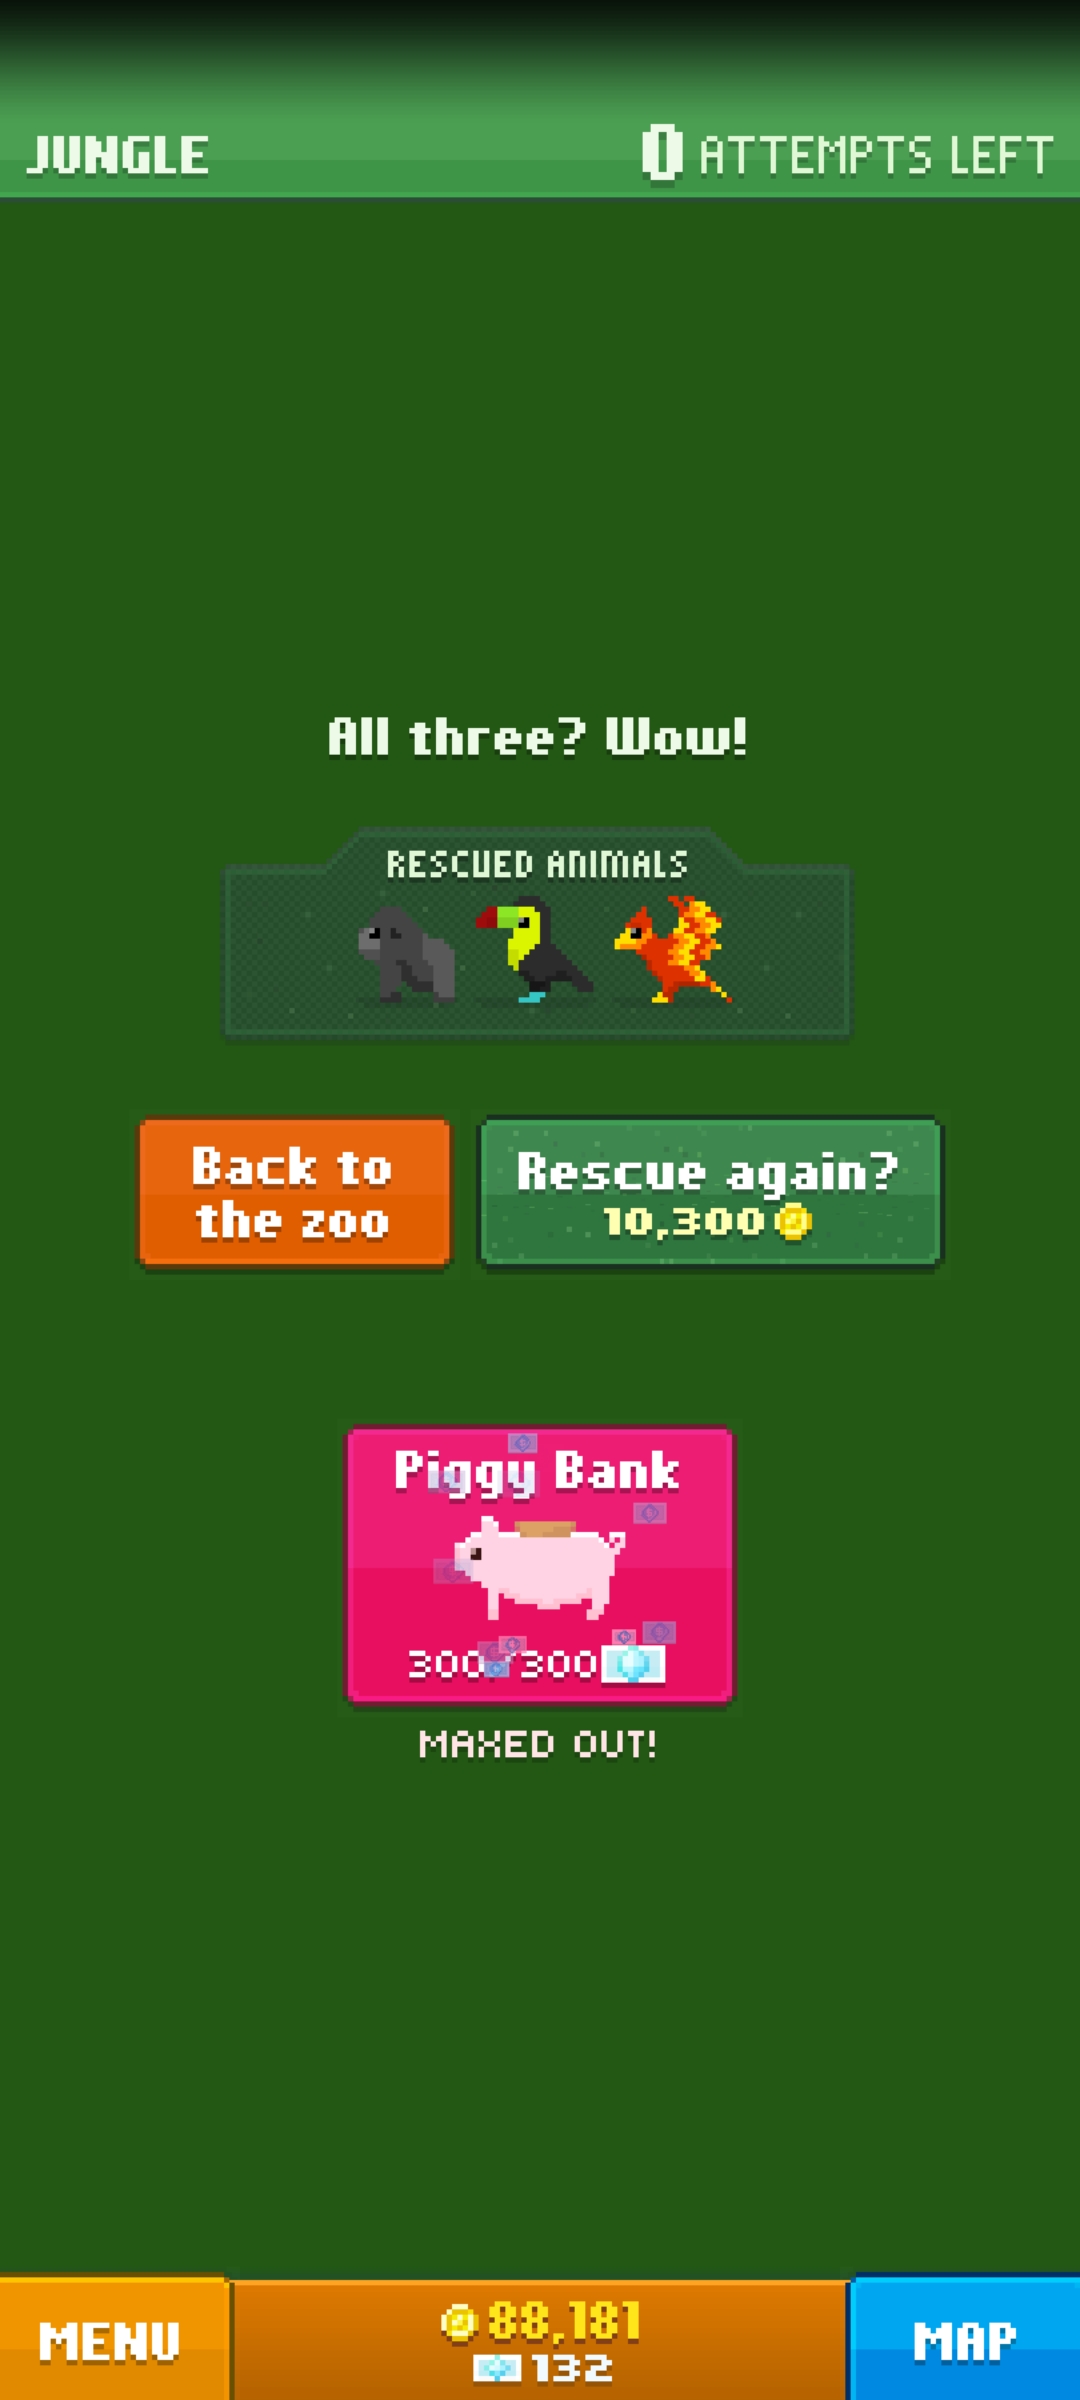 JUNGLE
0 ATTEMPTS LEFT
All three? Wow!
RESCUED ANIMALS
Back to
the zoo
Rescue again?
10,300
Piggy Bank
300/300
MAXED OUT!
MENU
88,181
132
MAP